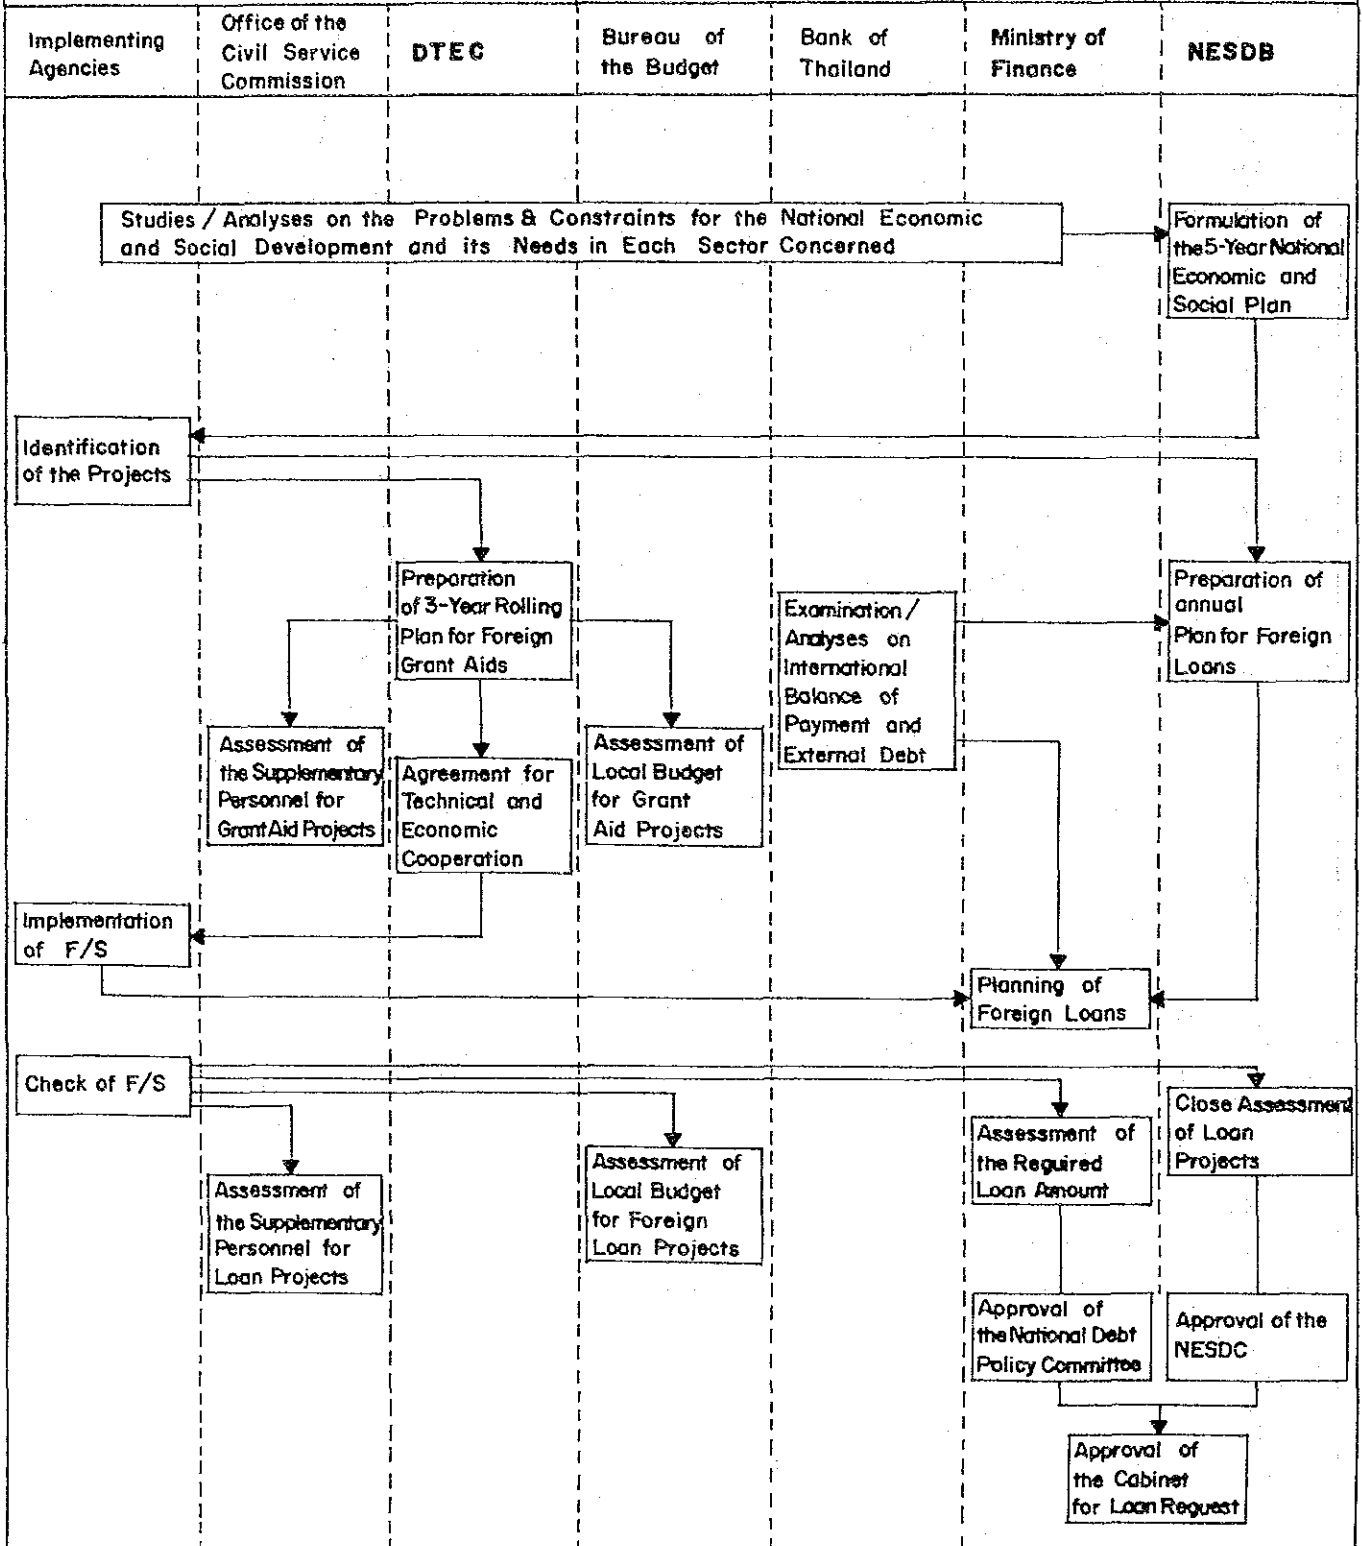 Implementing
Agencies
Office of the
Civil Service
Commission
DTEC
Bureau of
the Budget
Bank of
Thailand
Ministry of
Finance
NESDB
Studies / Analyses on the Problems & Constraints for the National Economic
and Social Development and its Needs in Each Sector Concerned
Formulation of
the 5-Year National
Economic and
Social Plan
Identification
of the Projects
Preparation
of 3-Year Rolling
Plan for Foreign
Grant Aids
Examination /
Analyses on
International
Balance of
Payment and
External Debt
Preparation of
annual
Plan for Foreign
Loans
Assessment of
the Supplementary
Personnel for
Grant Aid Projects
Agreement for
Technical and
Economic
Cooperation
Assessment of
Local Budget
for Grant
Aid Projects
Implementation
of F/S
Planning of
Foreign Loans
Check of F/S
Assessment of
the Supplementary
Personnel for
Loan Projects
Assessment of
Local Budget
for Foreign
Loan Projects
Assessment of
the Reguired
Loan Amount
Close Assessment
of Loan
Projects
Approval of
the National Debt
Policy Committee
Approval of the
NESDC
Approval of
the Cabinet
for Loan Reguest